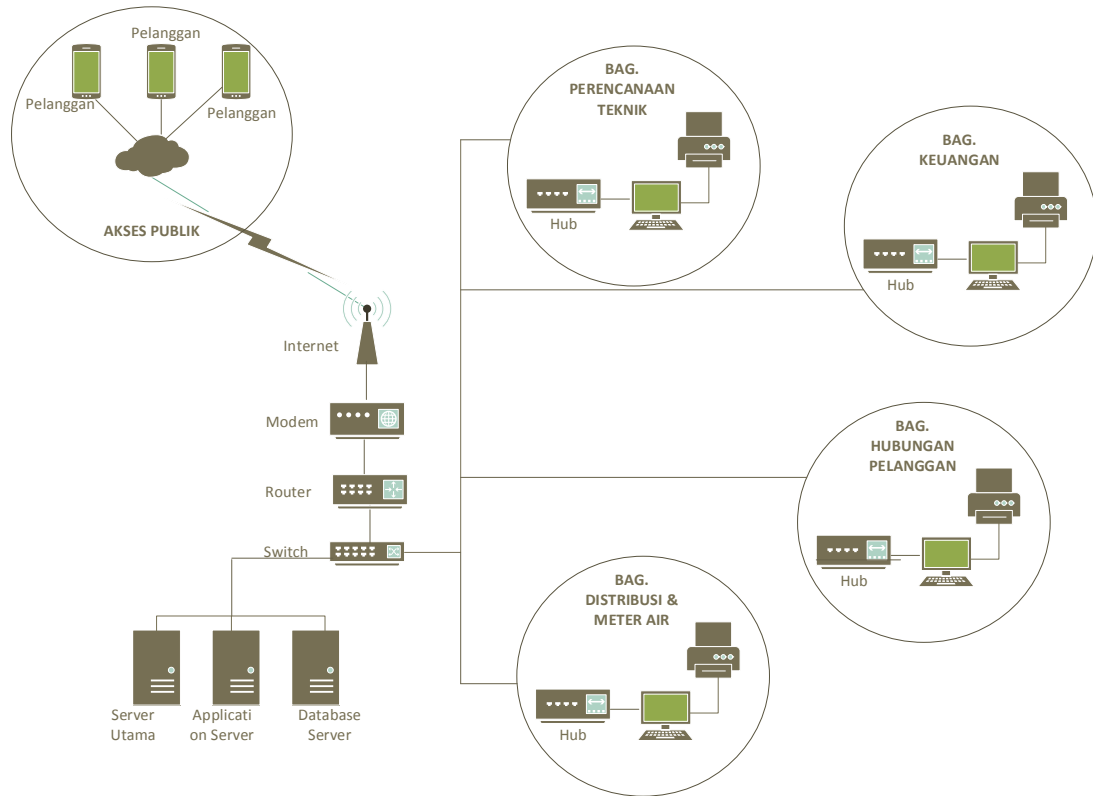 Pelanggan
Pelanggan
Pelanggan
AKSES PUBLIK
Internet
Modem
Router
Switch
Server
Utama
Applicati
on Server
Database
Server
BAG.
PERENCANAAN
TEKNIK
Hub
BAG.
KEUANGAN
Hub
BAG.
HUBUNGAN
PELANGGAN
Hub
BAG.
DISTRIBUSI &
METER AIR
Hub